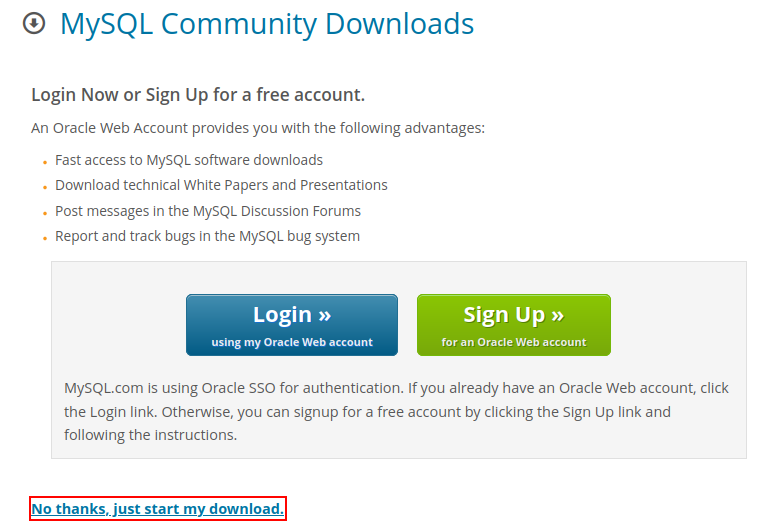 MySQL Community Downloads
Login Now or Sign Up for a free account.
An Oracle Web Account provides you with the following advantages:
Fast access to MySQL software downloads
Download technical White Papers and Presentations
Post messages in the MySQL Discussion Forums
Report and track bugs in the MySQL bug system
Login »
using my Oracle Web account
Sign Up »
for an Oracle Web account
MySQL.com is using Oracle SSO for authentication. If you already have an Oracle Web account, click
the Login link. Otherwise, you can signup for a free account by clicking the Sign Up link and
following the instructions.
No thanks, just start my download.